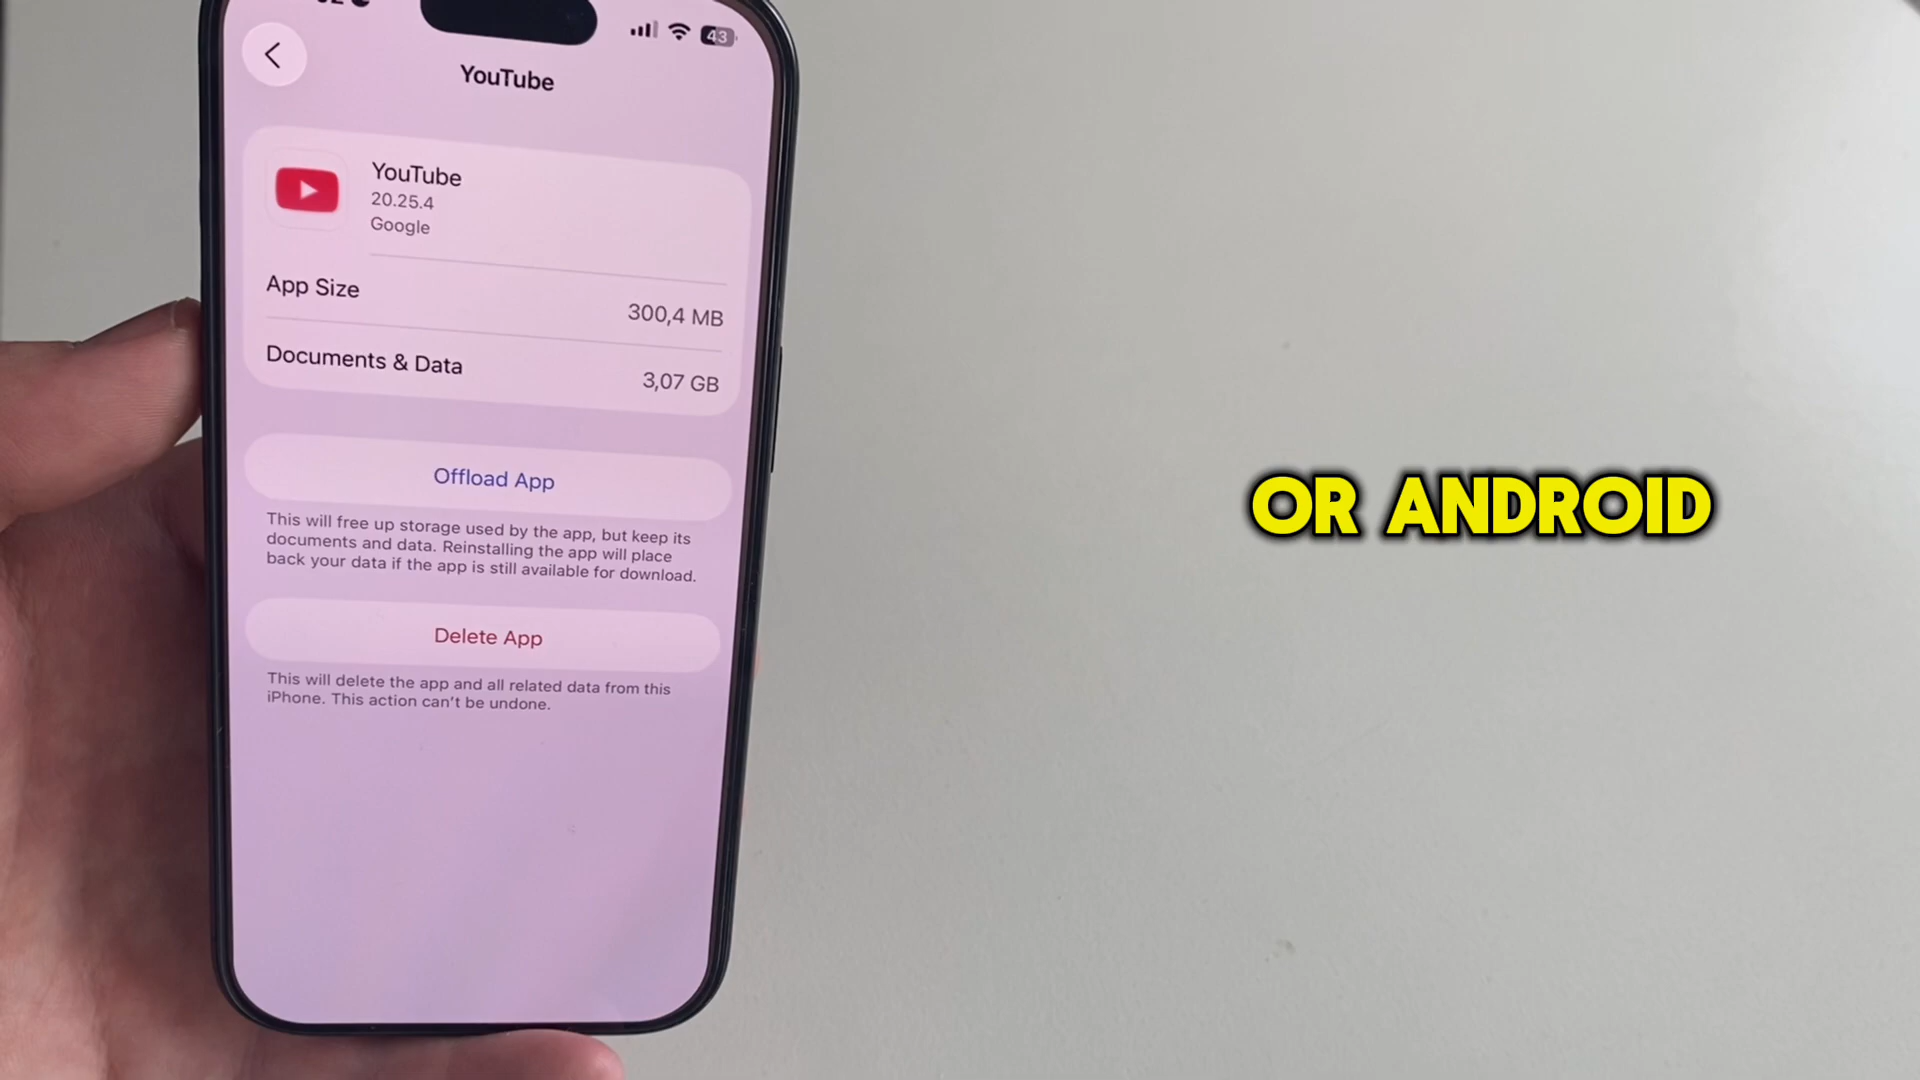 43
YouTube
YouTube
20.25.4
Google
App Size
300,4 MB
Documents & Data
3,07 GB
Offload App
This will free up storage used by the app, but keep its
documents and data. Reinstalling the app will place
back your data if the app is still available for download.
Delete App
This will delete the app and all related data from this
iPhone. This action can't be undone.
OR ANDROID